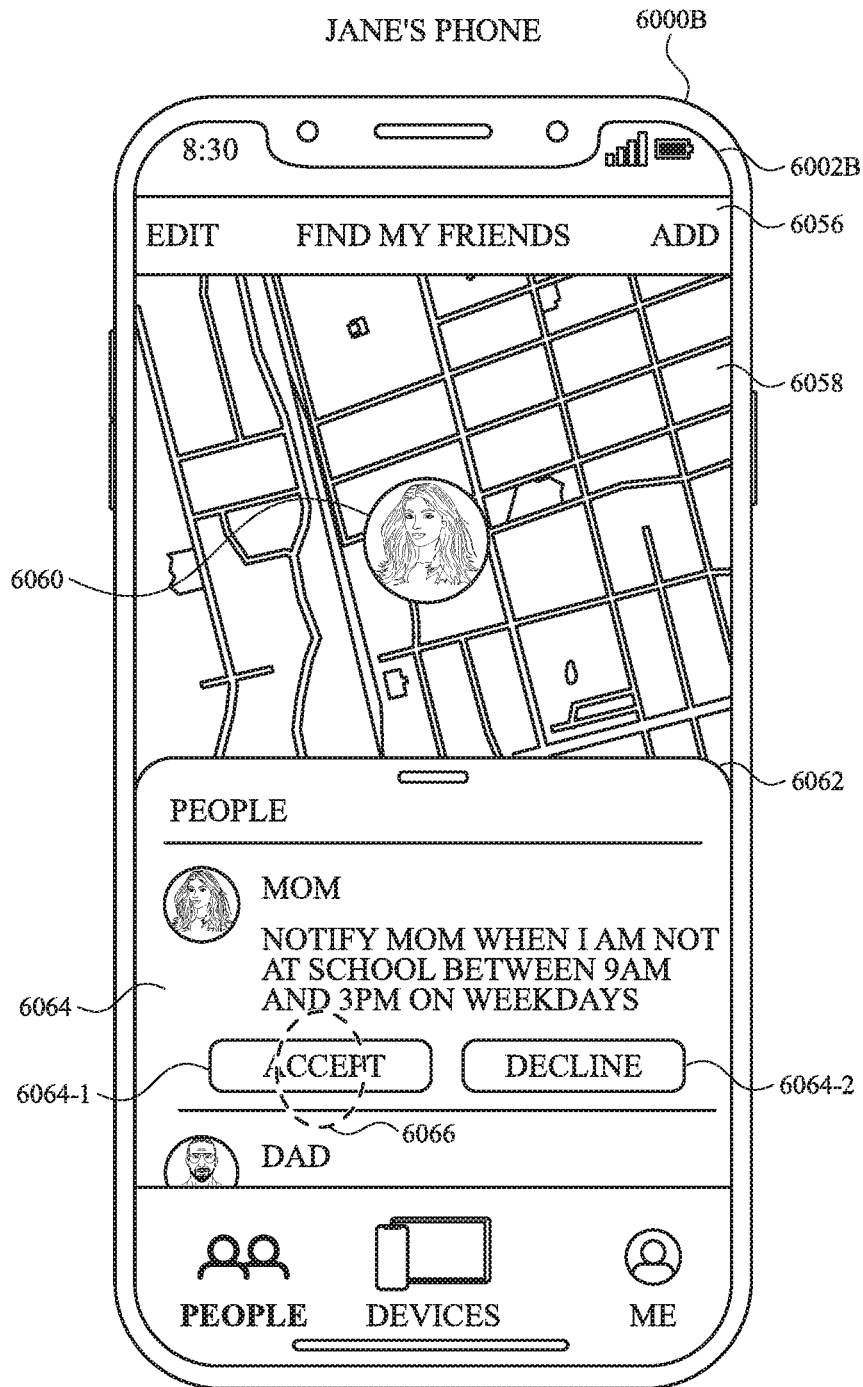 JANE'S PHONE
6000B
8:30
6002B
6056
EDIT FIND MY FRIENDS ADD
6058
6060
6062
PEOPLE
MOM
NOTIFY MOM WHEN I AM NOT
AT SCHOOL BETWEEN 9AM
AND 3PM ON WEEKDAYS
6064
ACCEPT DECLINE
6064-1
6064-2
6066
DAD
PEOPLE DEVICES ME